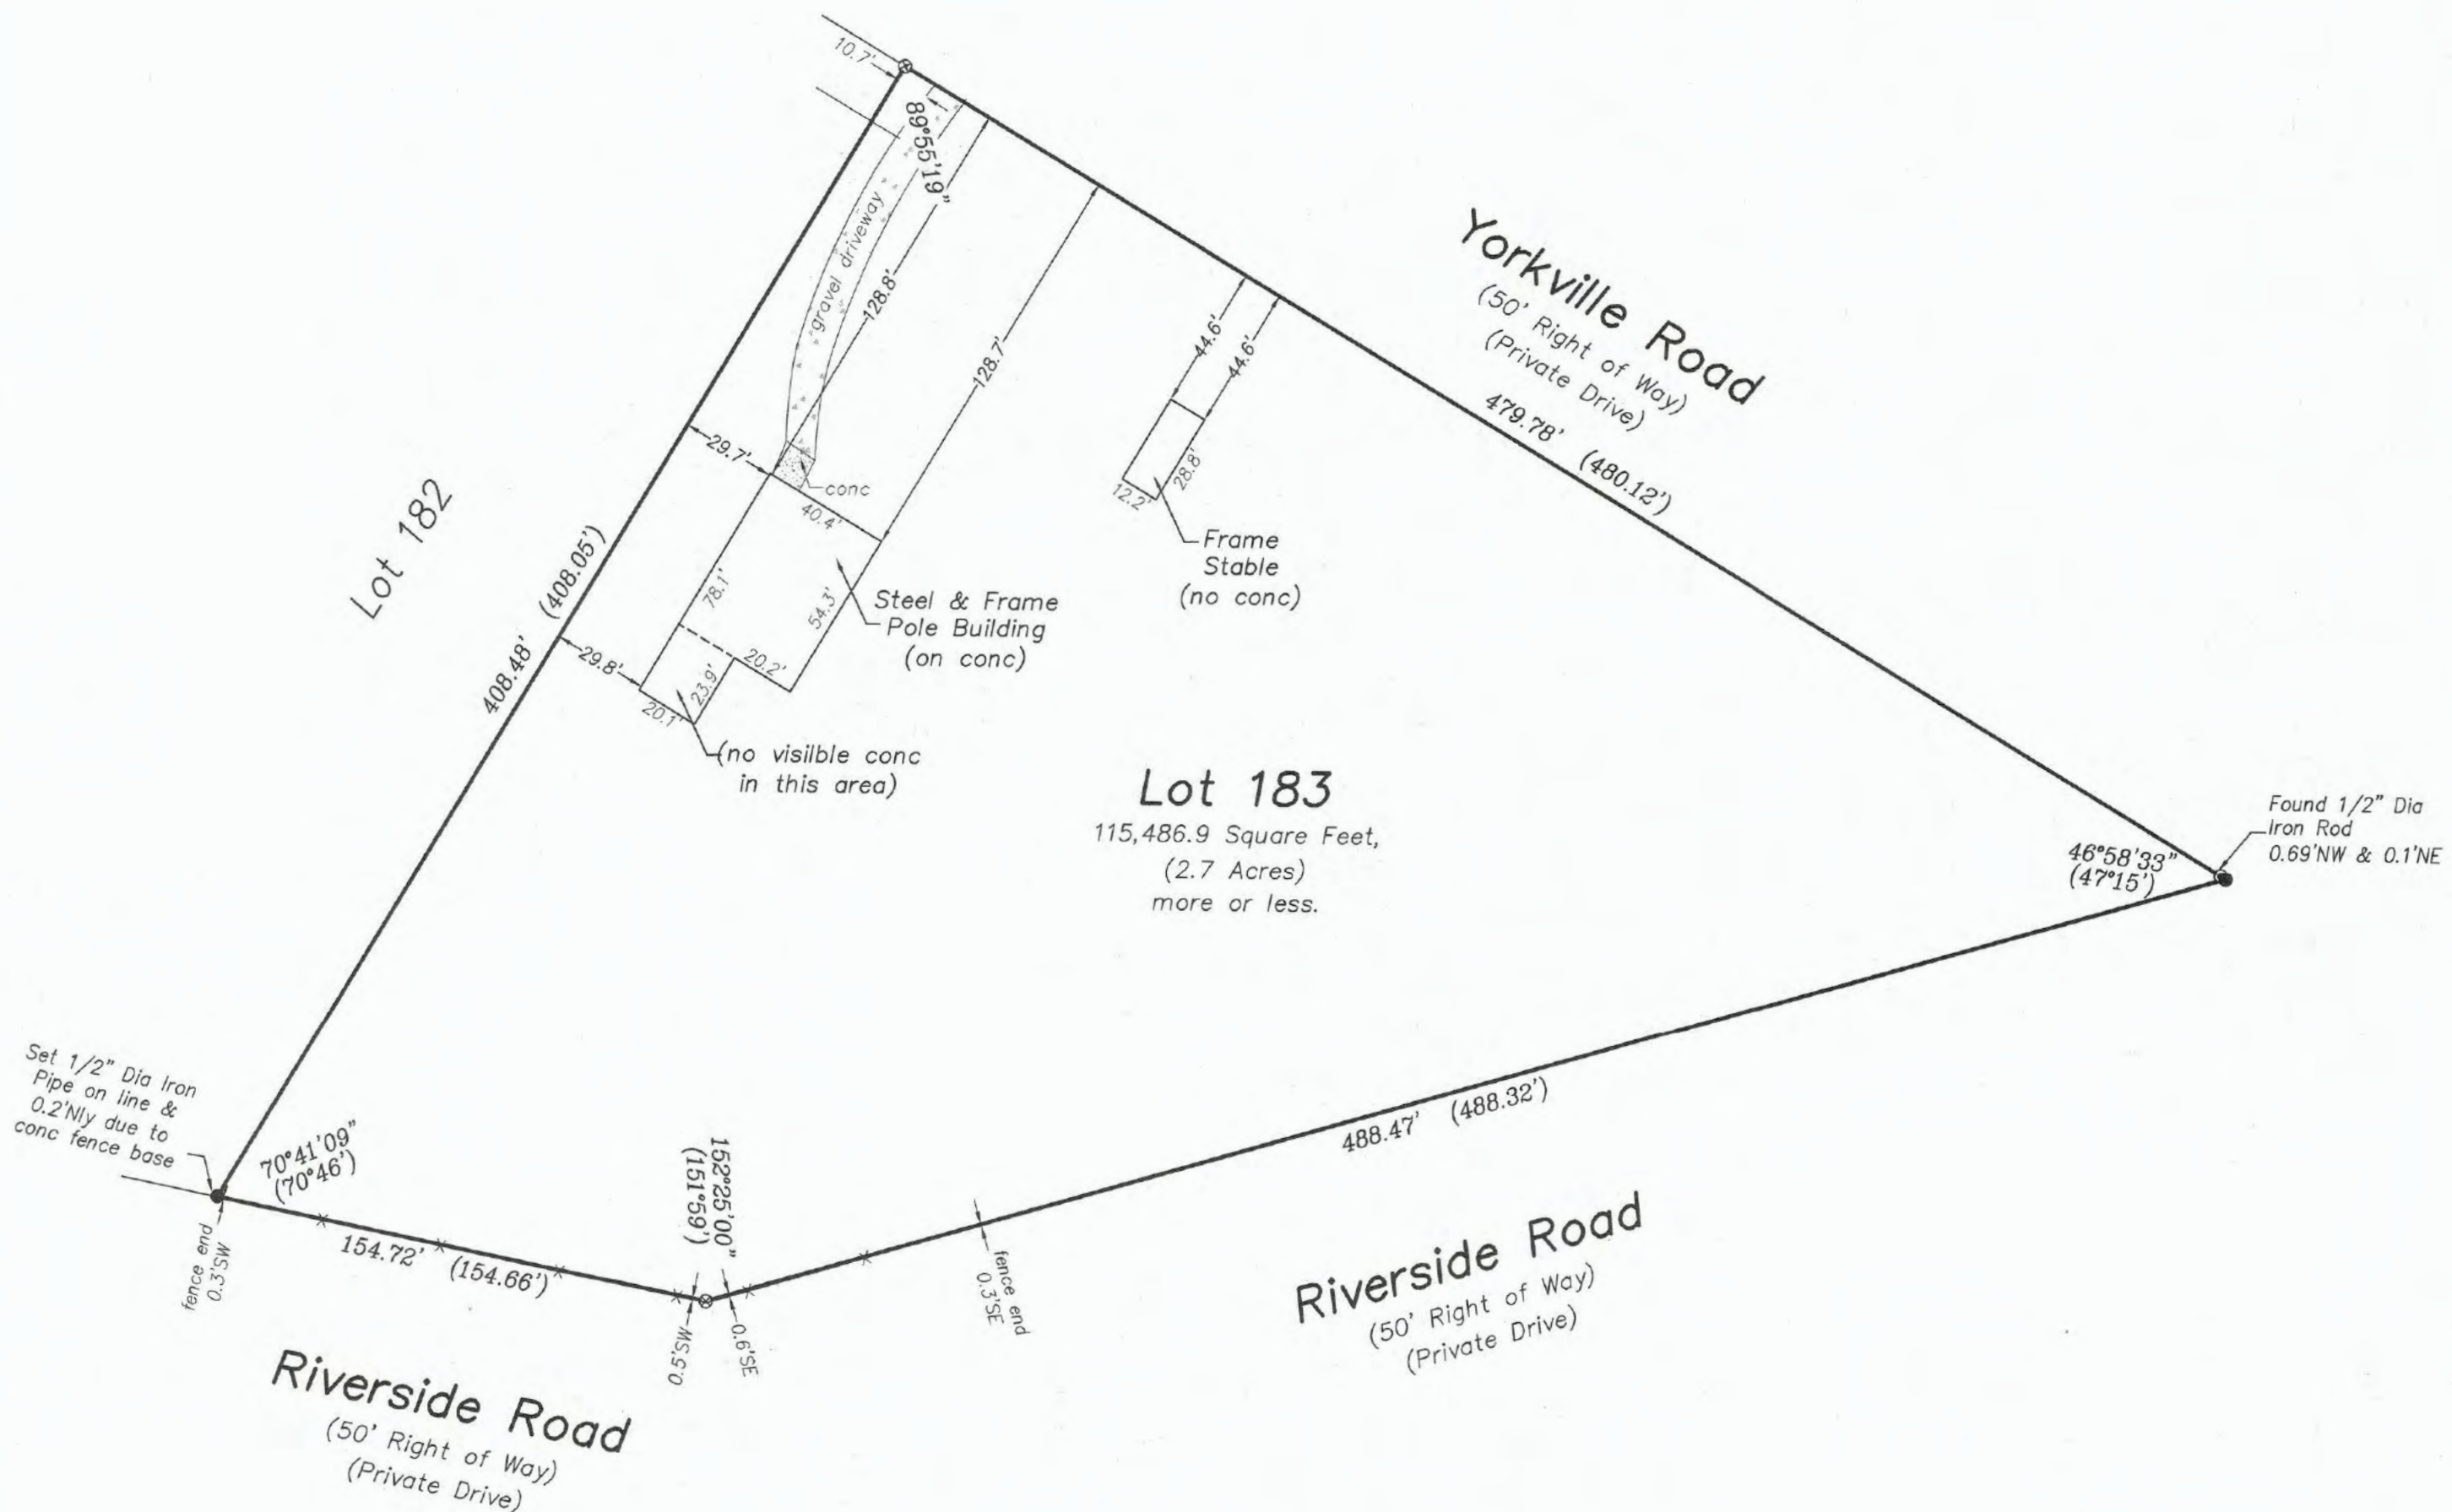 10.7'
89°55'19"
gravel driveway
128.8'
128.7'
44.6'
44.6'
Yorkville Road
(50' Right of Way)
(Private Drive)
479.78' (480.12')
29.7'
conc
40.4'
12.2'
28.8'
Frame
Stable
(no conc)
Lot 182
408.48' (408.05')
78.1'
54.3'
Steel & Frame
Pole Building
(on conc)
29.8'
20.2'
23.9'
20.1'
(no visilble conc
in this area)
Lot 183
115,486.9 Square Feet,
(2.7 Acres)
more or less.
Found 1/2" Dia
Iron Rod
0.69'NW & 0.1'NE
46°58'33"
(47°15')
Set 1/2" Dia Iron
Pipe on line &
0.2'Nly due to
conc fence base
70°41'09"
(70°46')
152°25'00"
(151°59')
488.47' (488.32')
fence end
0.3'SW
154.72' (154.66')
0.5'SW
0.6'SE
fence end
0.3'SE
Riverside Road
(50' Right of Way)
(Private Drive)
Riverside Road
(50' Right of Way)
(Private Drive)